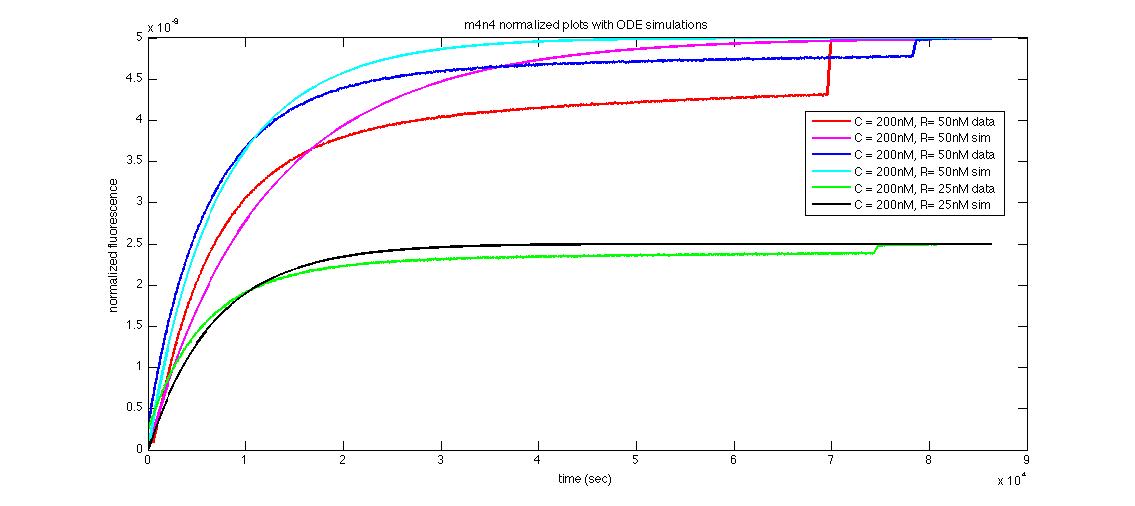 m4n4 normalized plots with ODE simulations
x 10⁻⁹
5
4.5
4
3.5
3
2.5
2
1.5
1
0.5
0
normalized fluorescence
C = 200nM, R= 50nM data
C = 200nM, R= 50nM sim
C = 200nM, R= 50nM data
C = 200nM, R= 50nM sim
C = 200nM, R= 25nM data
C = 200nM, R= 25nM sim
0 1 2 3 4 5 6 7 8 9
time (sec)
x 10⁴